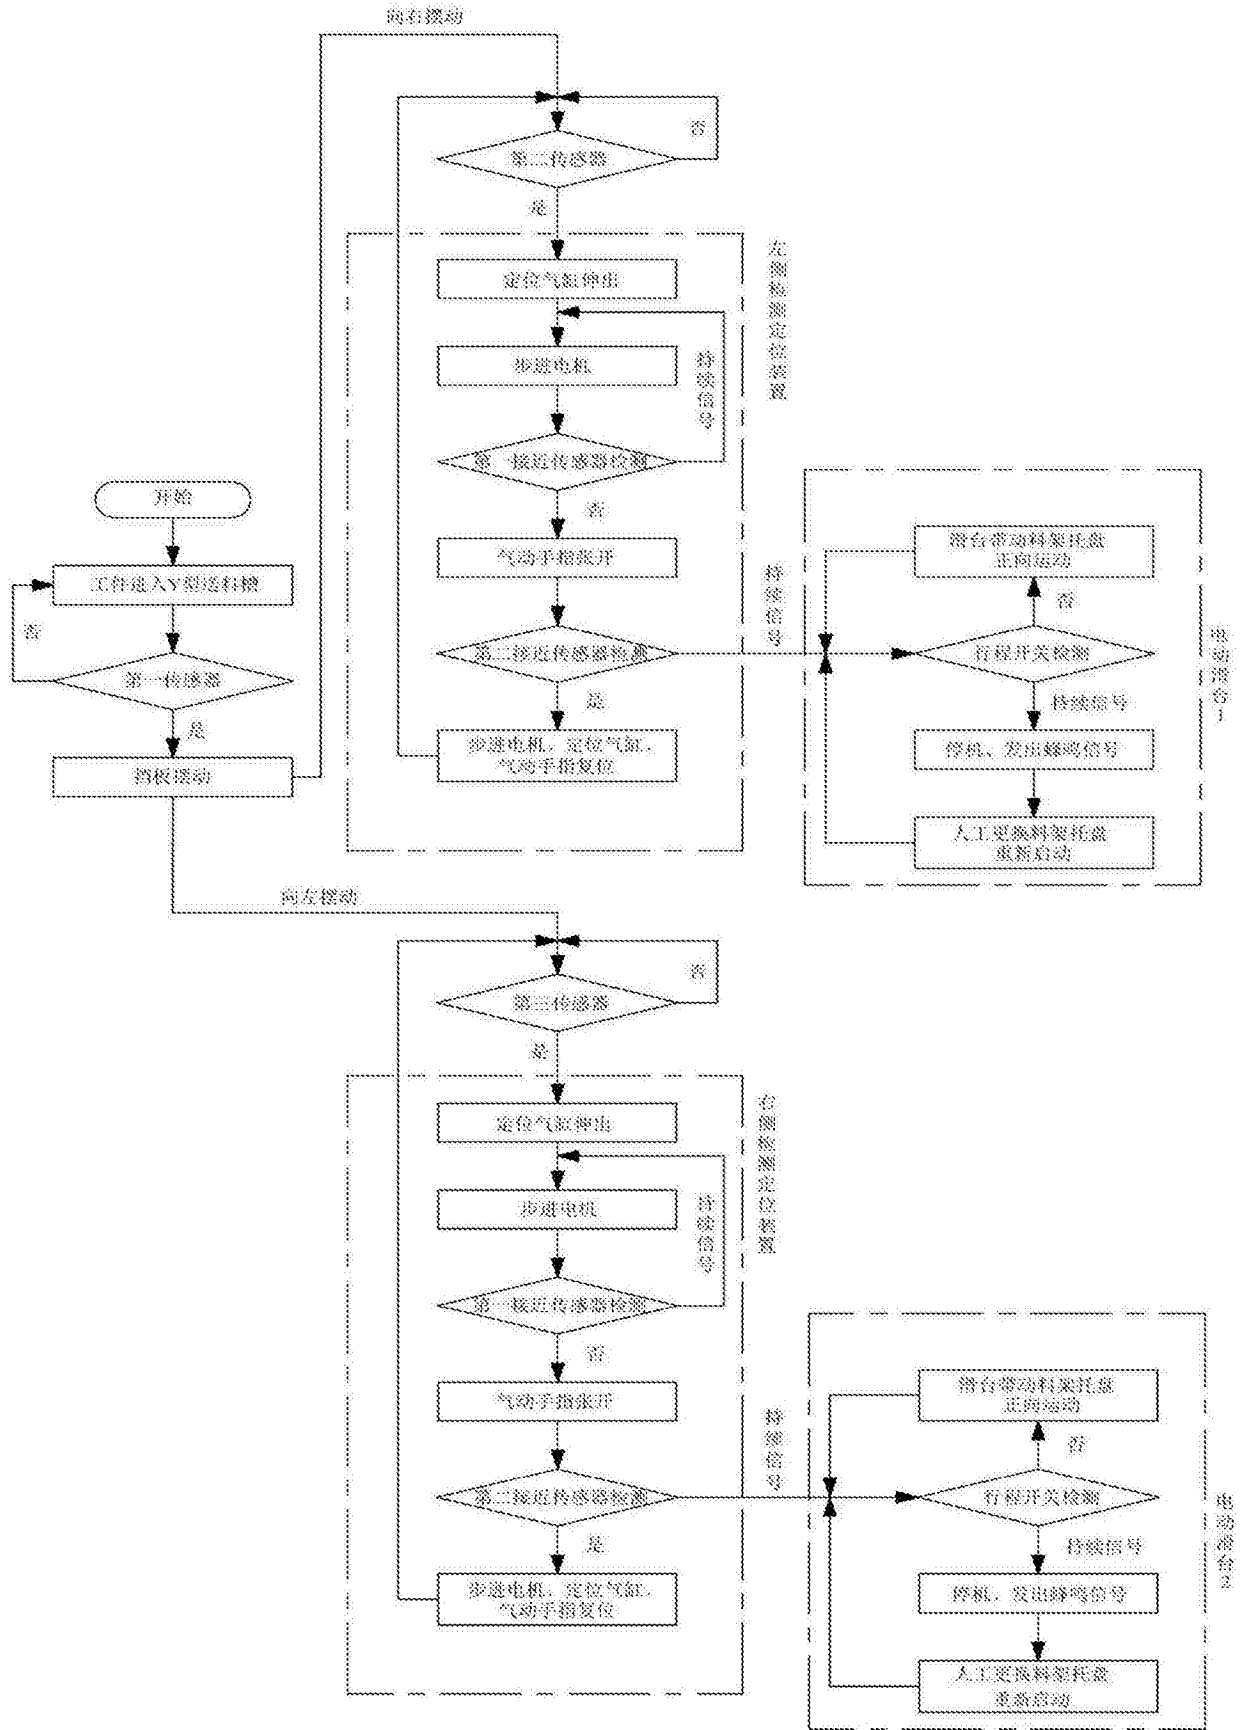 向右摆动
否
第二传感器
是
左侧检测定位装置
定位气缸伸出
步进电机
持续信号
第一接近传感器检测
否
气动手指张开
持续信号
第二接近传感器检测
是
步进电机、定位气缸、
气动手指复位
开始
工件进入Y型送料槽
否
第一传感器
是
挡板摆动
滑台带动料架托盘
正向运动
否
行程开关检测
持续信号
停机、发出蜂鸣信号
人工更换料架托盘
重新启动
电动滑台1
向左摆动
否
第三传感器
是
右侧检测定位装置
定位气缸伸出
步进电机
持续信号
第一接近传感器检测
否
气动手指张开
持续信号
第二接近传感器检测
是
步进电机、定位气缸、
气动手指复位
滑台带动料架托盘
正向运动
否
行程开关检测
持续信号
停机、发出蜂鸣信号
人工更换料架托盘
重新启动
电动滑台2